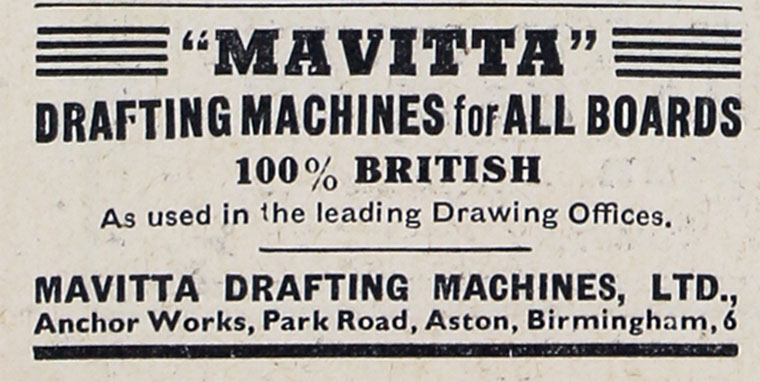 "MAVITTA"
DRAFTING MACHINES for ALL BOARDS
100% BRITISH
As used in the leading Drawing Offices.
MAVITTA DRAFTING MACHINES, LTD.,
Anchor Works, Park Road, Aston, Birmingham, 6